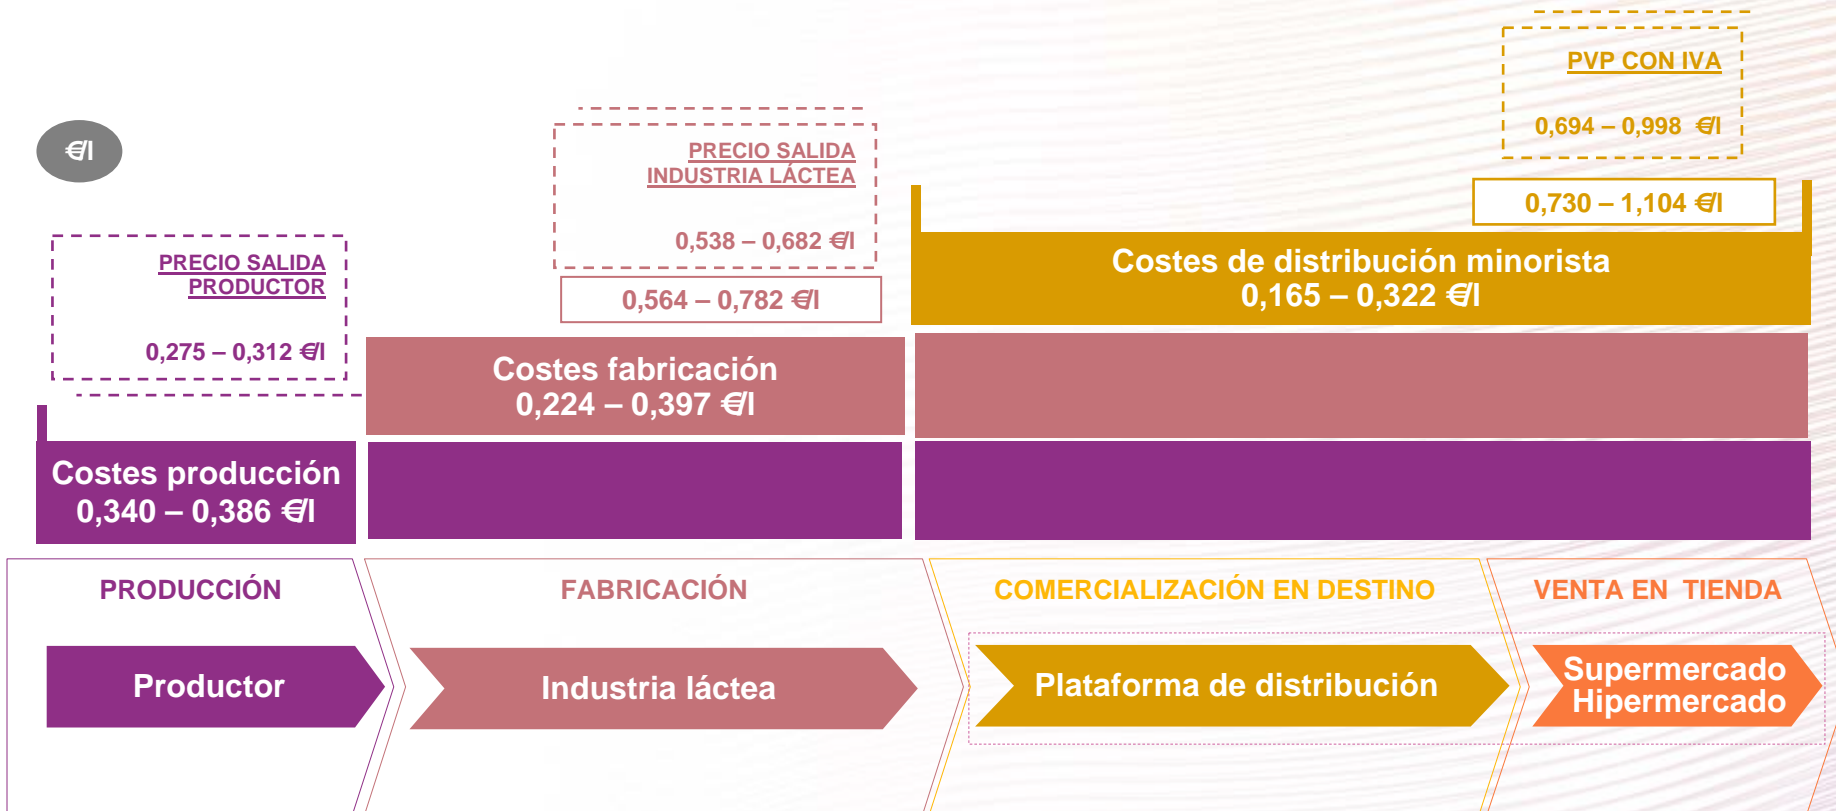 €/l
PRECIO SALIDA
PRODUCTOR
0,275 – 0,312 €/l
Costes producción
0,340 – 0,386 €/l
PRECIO SALIDA
INDUSTRIA LÁCTEA
0,538 – 0,682 €/l
0,564 – 0,782 €/l
Costes fabricación
0,224 – 0,397 €/l
PVP CON IVA
0,694 – 0,998 €/l
0,730 – 1,104 €/l
Costes de distribución minorista
0,165 – 0,322 €/l
PRODUCCIÓN
FABRICACIÓN
COMERCIALIZACIÓN EN DESTINO
VENTA EN TIENDA
Productor
Industria láctea
Plataforma de distribución
Supermercado
Hipermercado